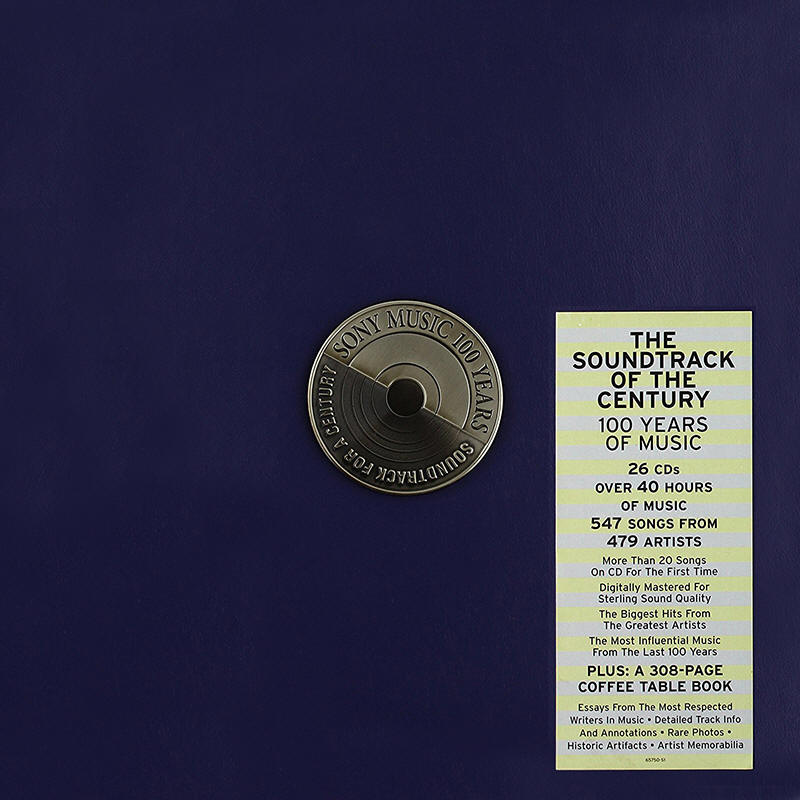 SONY MUSIC 100 YEARS
SOUNDTRACK FOR A CENTURY
THE
SOUNDTRACK
OF THE
CENTURY
100 YEARS
OF MUSIC
26 CDs
OVER 40 HOURS
OF MUSIC
547 SONGS FROM
479 ARTISTS
More Than 20 Songs
On CD For The First Time
Digitally Mastered For
Sterling Sound Quality
The Biggest Hits From
The Greatest Artists
The Most Influential Music
From The Last 100 Years
PLUS: A 308-PAGE
COFFEE TABLE BOOK
Essays From The Most Respected
Writers In Music • Detailed Track Info
And Annotations • Rare Photos •
Historic Artifacts • Artist Memorabilia
65750-S1